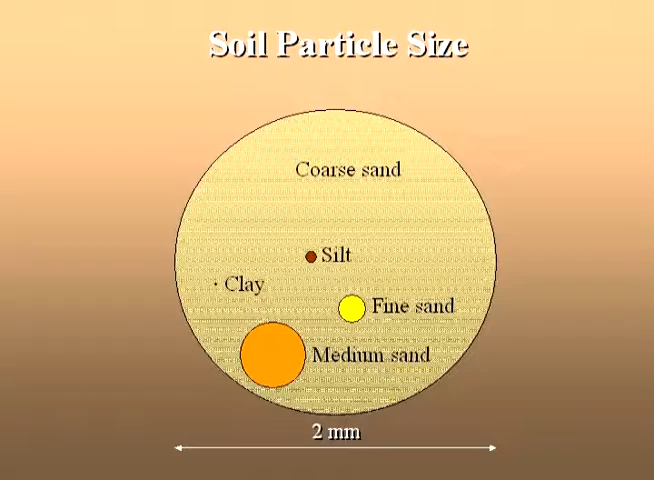 Soil Particle Size
Coarse sand
Silt
Clay
Fine sand
Medium sand
2 mm